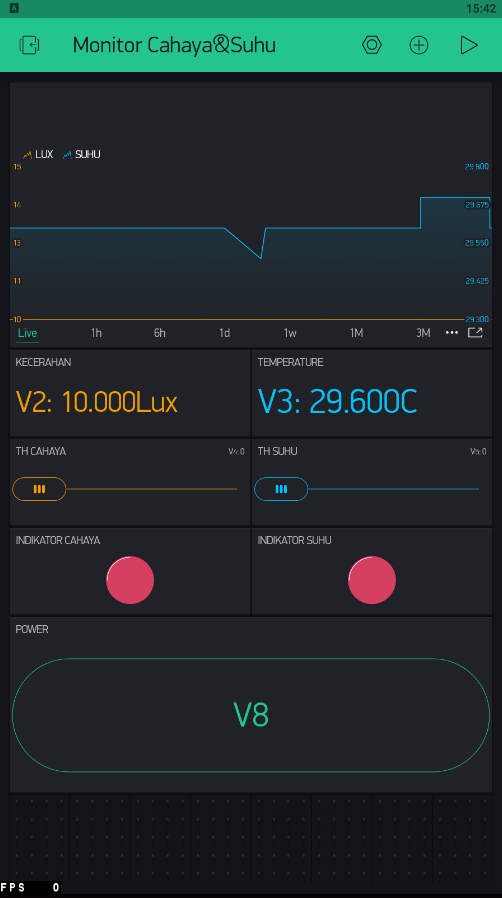 A 15:42
Monitor Cahaya&Suhu
LUX SUHU
15 29.800
14 29.675
13 29.550
11 29.425
10 29.300
Live 1h 6h 1d 1w 1M 3M
KECERAHAN TEMPERATURE
V2: 10.000Lux V3: 29.600C
TH CAHAYA V4:0 TH SUHU V5:0
INDIKATOR CAHAYA INDIKATOR SUHU
POWER
V8
FPS 0